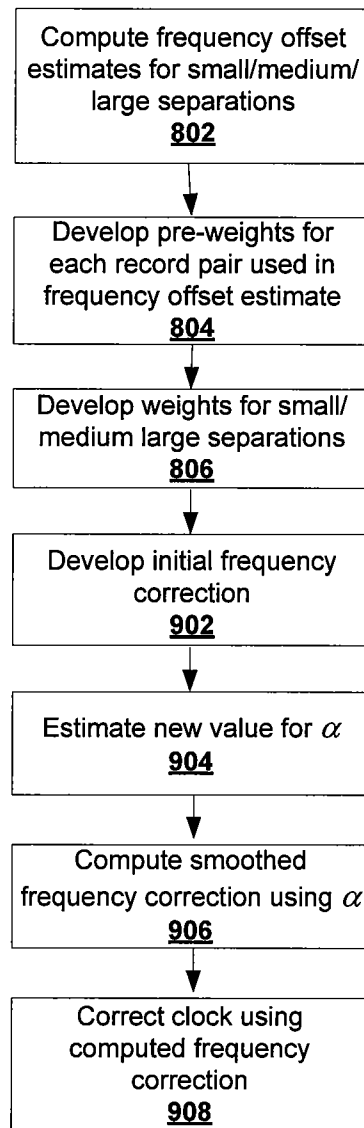 Compute frequency offset
estimates for small/medium/
large separations
802
Develop pre-weights for
each record pair used in
frequency offset estimate
804
Develop weights for small/
medium large separations
806
Develop initial frequency
correction
902
Estimate new value for α
904
Compute smoothed
frequency correction using α
906
Correct clock using
computed frequency
correction
908